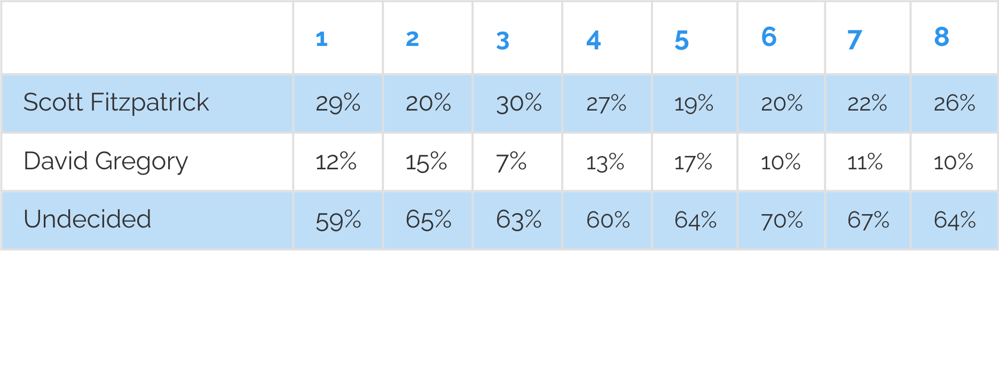 1 2 3 4 5 6 7 8
Scott Fitzpatrick 29% 20% 30% 27% 19% 20% 22% 26%
David Gregory 12% 15% 7% 13% 17% 10% 11% 10%
Undecided 59% 65% 63% 60% 64% 70% 67% 64%